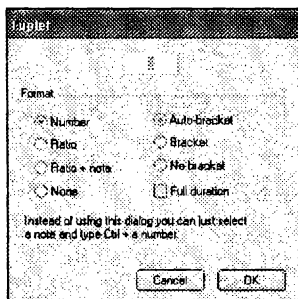 Tuplet
3
Format
Number
Auto-bracket
Ratio
Bracket
Ratio + note
No bracket
None
Full duration
Instead of using this dialog you can just select
a note and type Ctrl + a number.
Cancel
OK